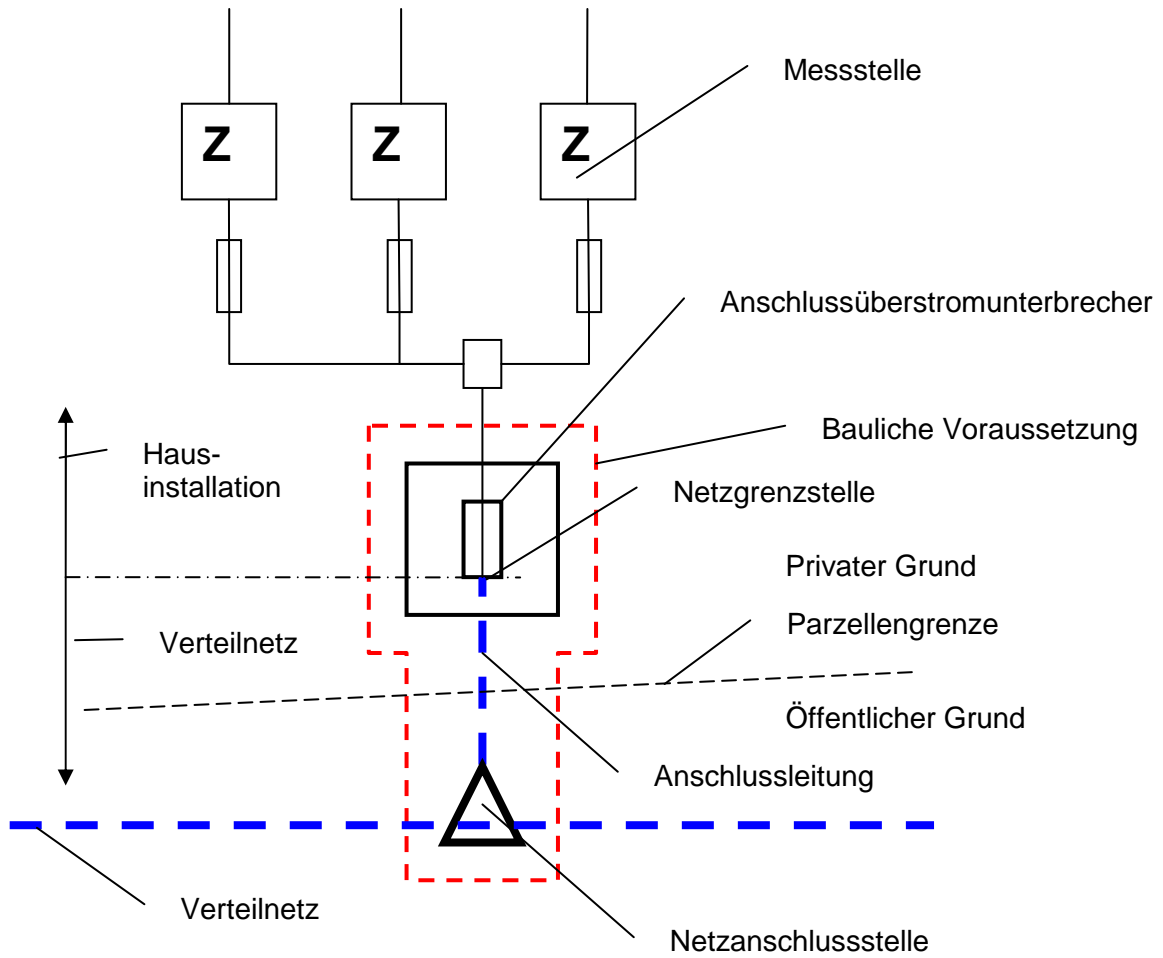 Messstelle
Z
Z
Z
Anschlussüberstromunterbrecher
Bauliche Voraussetzung
Haus-
installation
Netzgrenzstelle
Privater Grund
Parzellengrenze
Verteilnetz
Öffentlicher Grund
Anschlussleitung
Verteilnetz
Netzanschlussstelle